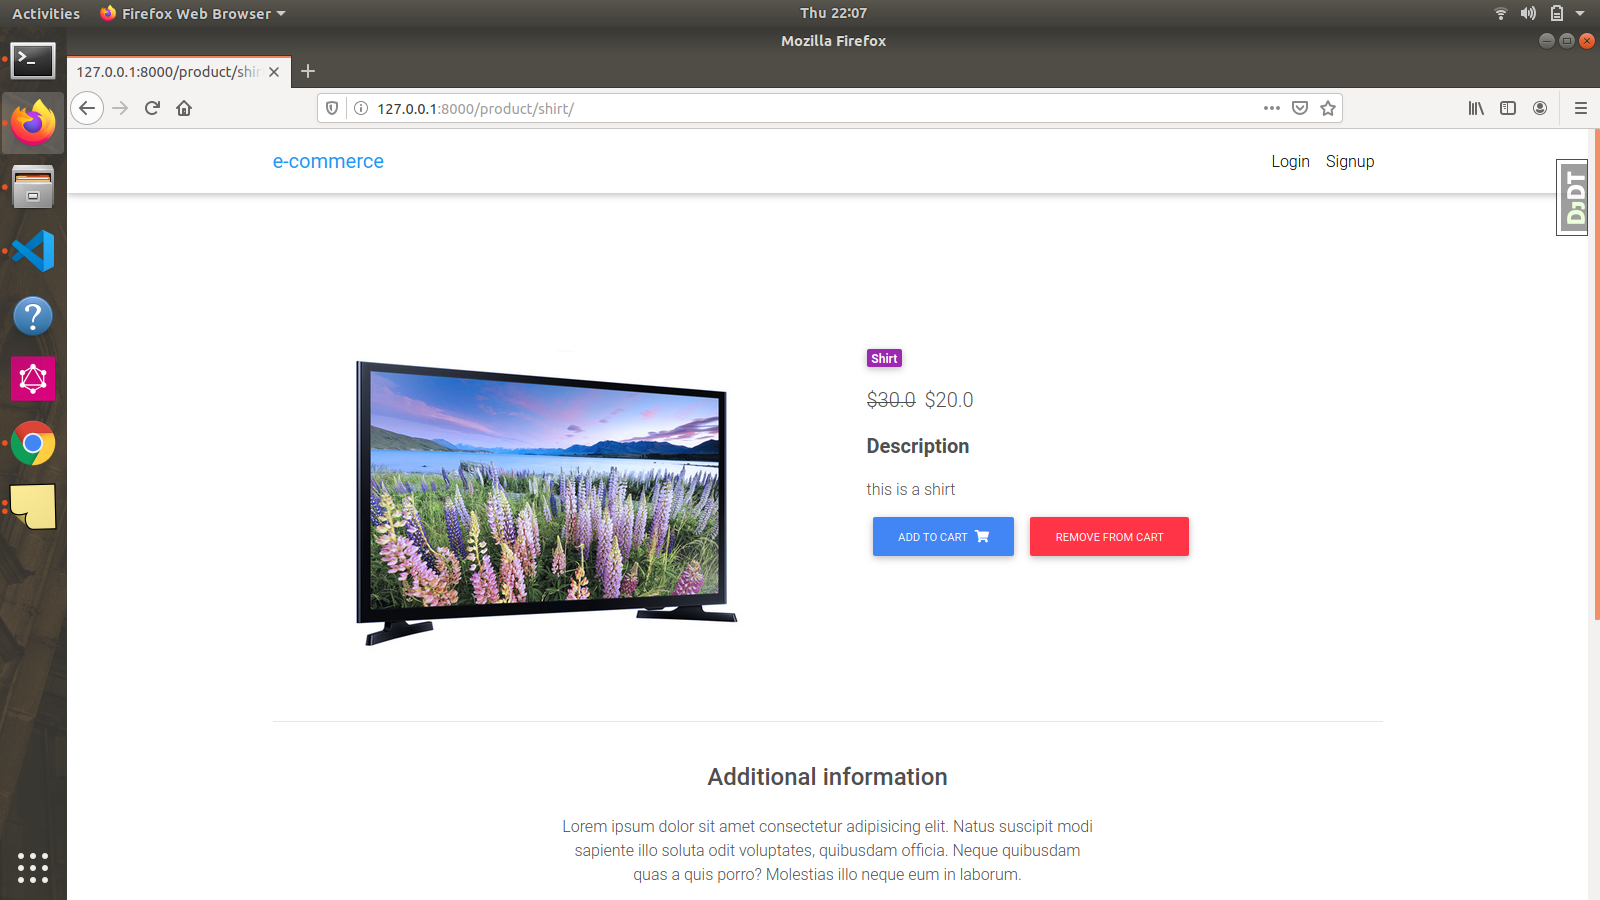 Activities
Firefox Web Browser
Thu 22:07
Mozilla Firefox
127.0.0.1:8000/product/shir
127.0.0.1:8000/product/shirt/
e-commerce
Login
Signup
DJDT
Shirt
$30.0 $20.0
Description
this is a shirt
ADD TO CART
REMOVE FROM CART
Additional information
Lorem ipsum dolor sit amet consectetur adipisicing elit. Natus suscipit modi
sapiente illo soluta odit voluptates, quibusdam officia. Neque quibusdam
quas a quis porro? Molestias illo neque eum in laborum.